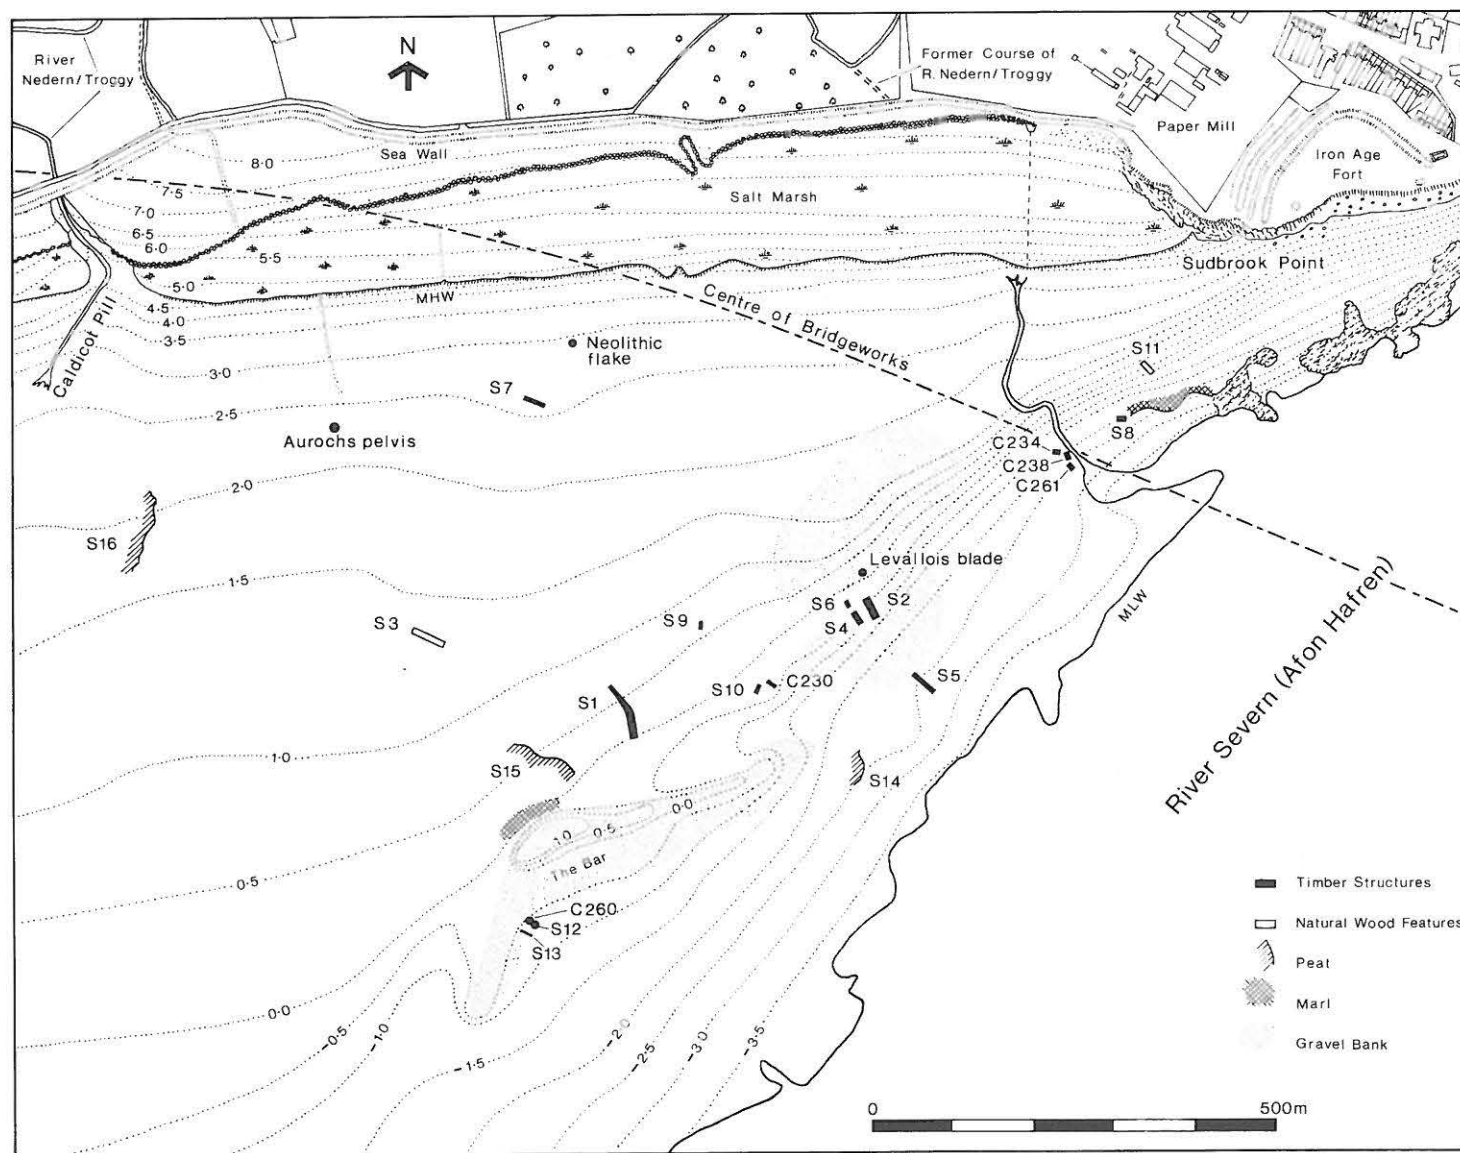 River
Nedern/Troggy
N
Former Course of
R. Nedern/Troggy
Paper Mill
Iron Age
Fort
Sea Wall
8·0
7·5
7·0
6·5
6·0
5·5
5·0
4·5
4·0
3·5
Salt Marsh
MHW
Sudbrook Point
Caldicot Pill
Centre of Bridgeworks
Neolithic
flake
3·0
S7
S11
2·5
Aurochs pelvis
S8
C234
C238
C261
2·0
S16
Levallois blade
1·5
S6
S2
S3
S9
S4
MLW
River Severn (Afon Hafren)
S10
C230
S5
S1
1·0
S15
S14
0·0
0·5
1·0
The Bar
0·5
Timber Structures
C260
S12
S13
Natural Wood Features
Peat
Marl
Gravel Bank
0·0
-0·5
-1·0
-1·5
-2·0
-2·5
-3·0
-3·5
0
500m